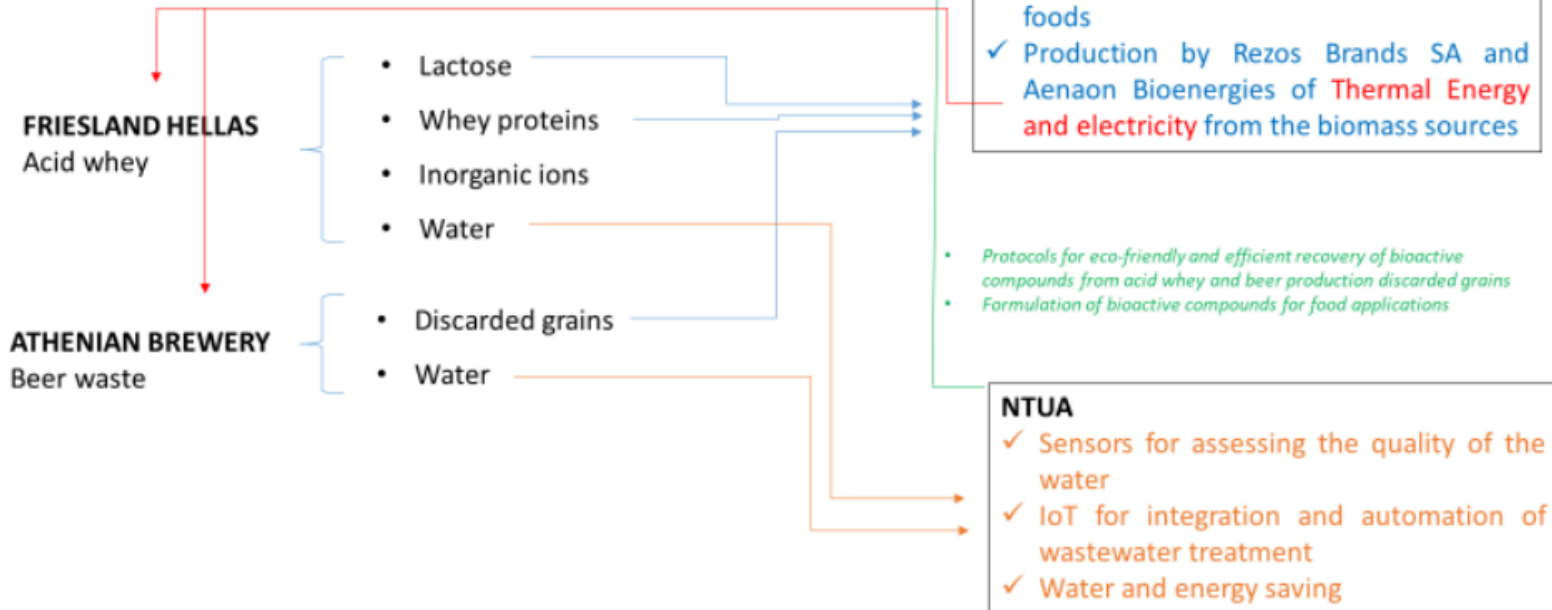 foods
✓ Production by Rezos Brands SA and
Aenaon Bioenergies of Thermal Energy
and electricity from the biomass sources
FRIESLAND HELLAS
Acid whey
• Lactose
• Whey proteins
• Inorganic ions
• Water
• Protocols for eco-friendly and efficient recovery of bioactive
compounds from acid whey and beer production discarded grains
• Formulation of bioactive compounds for food applications
ATHENIAN BREWERY
Beer waste
• Discarded grains
• Water
NTUA
✓ Sensors for assessing the quality of the
water
✓ IoT for integration and automation of
wastewater treatment
✓ Water and energy saving